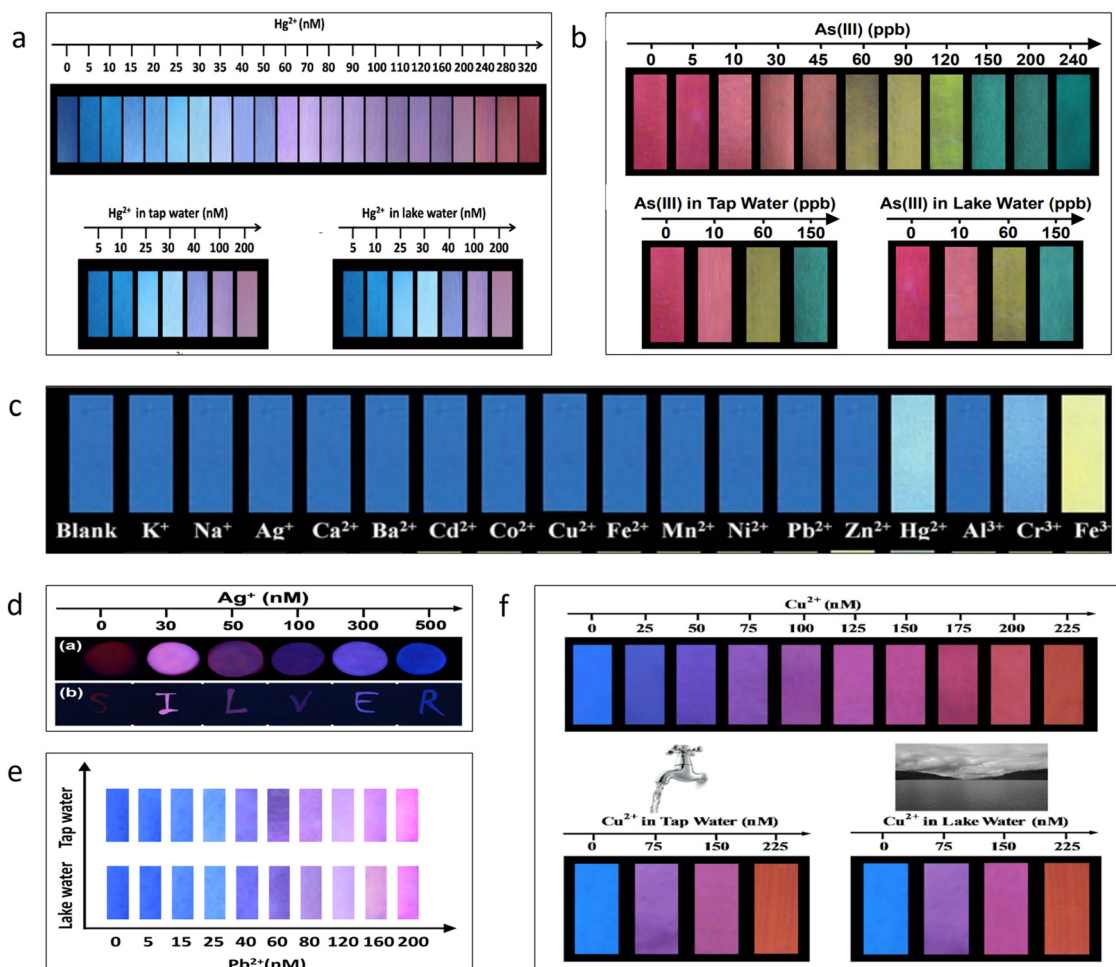 a
Hg²⁺ (nM)
0 5 10 15 20 25 30 35 40 50 60 70 80 90 100 110 120 160 200 240 280 320
Hg²⁺ in tap water (nM)
5 10 25 30 40 100 200
Hg²⁺ in lake water (nM)
5 10 25 30 40 100 200
b
As(III) (ppb)
0 5 10 30 45 60 90 120 150 200 240
As(III) in Tap Water (ppb)
0 10 60 150
As(III) in Lake Water (ppb)
0 10 60 150
c
Blank K⁺ Na⁺ Ag⁺ Ca²⁺ Ba²⁺ Cd²⁺ Co²⁺ Cu²⁺ Fe²⁺ Mn²⁺ Ni²⁺ Pb²⁺ Zn²⁺ Hg²⁺ Al³⁺ Cr³⁺ Fe³
d
Ag⁺ (nM)
0 30 50 100 300 500
(a)
(b) S I L V E R
e
Tap water
Lake water
0 5 15 25 40 60 80 120 160 200
Pb²⁺(nM)
f
Cu²⁺ (nM)
0 25 50 75 100 125 150 175 200 225
Cu²⁺ in Tap Water (nM)
0 75 150 225
Cu²⁺ in Lake Water (nM)
0 75 150 225